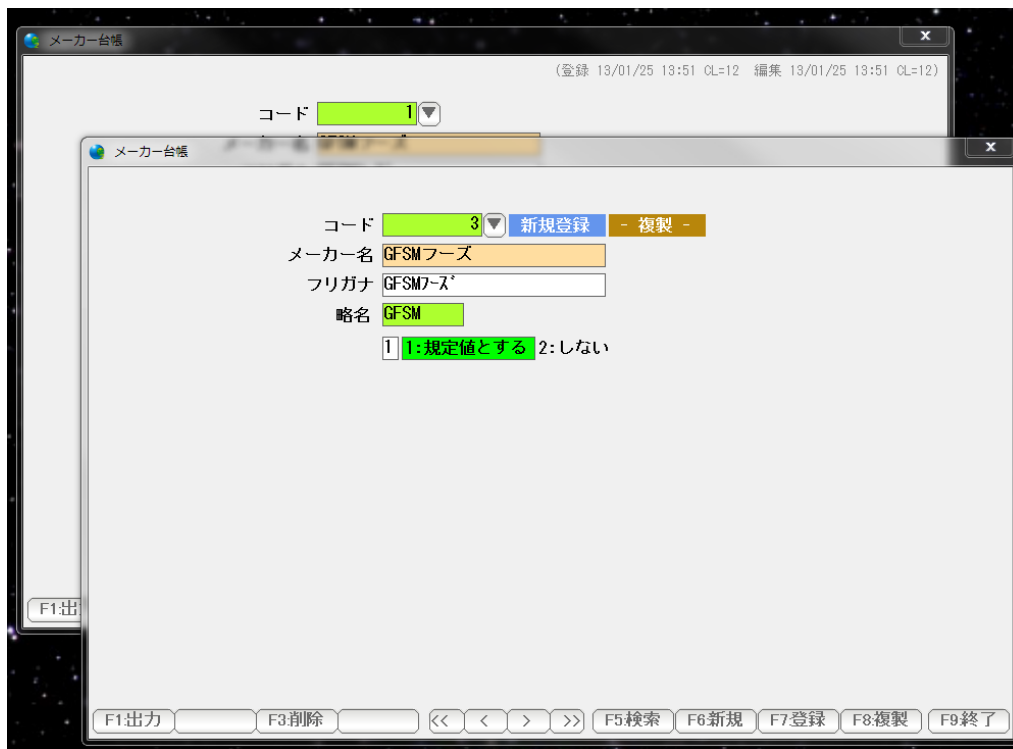 メーカー台帳
(登録 13/01/25 13:51 CL=12 編集 13/01/25 13:51 CL=12)
コード 1
メーカー台帳
コード 3 新規登録 - 複製 -
メーカー名 GFSMフーズ
フリガナ GFSMﾌｰｽﾞ
略名 GFSM
1 1:規定値とする 2:しない
F1:出
F1:出力 F3:削除 << < > >> F5:検索 F6:新規 F7:登録 F8:複製 F9:終了